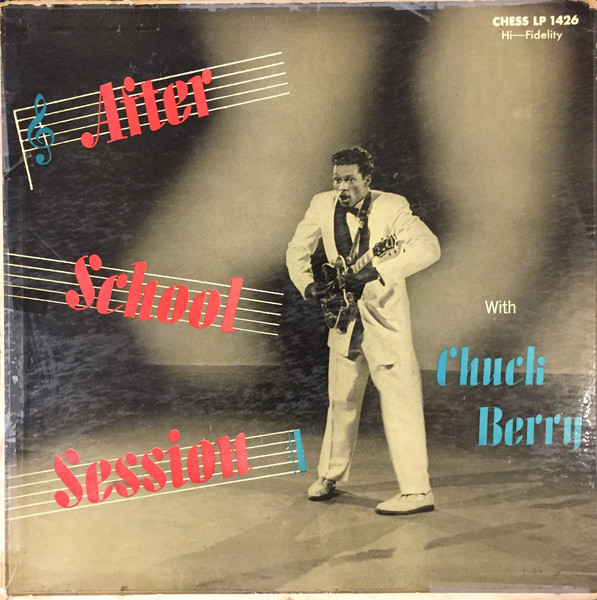 CHESS LP 1426
Hi—Fidelity
After
School
Session
With
Chuck
Berry